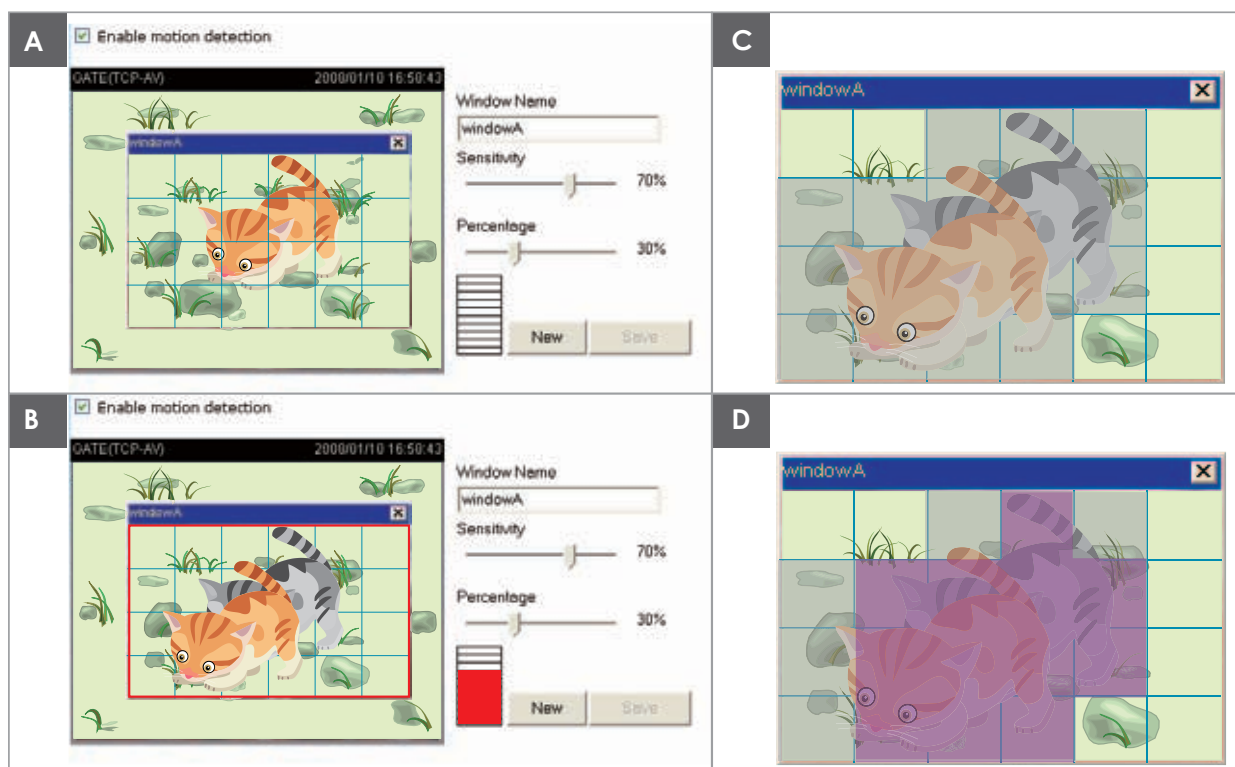 A
Enable motion detection
GATE(TCP-AV) 2008/01/10 16:50:43
windowA
Window Name
windowA
Sensitivity
70%
Percentage
30%
New Save
B
Enable motion detection
GATE(TCP-AV) 2008/01/10 16:50:43
windowA
Window Name
windowA
Sensitivity
70%
Percentage
30%
New Save
C
windowA
D
windowA